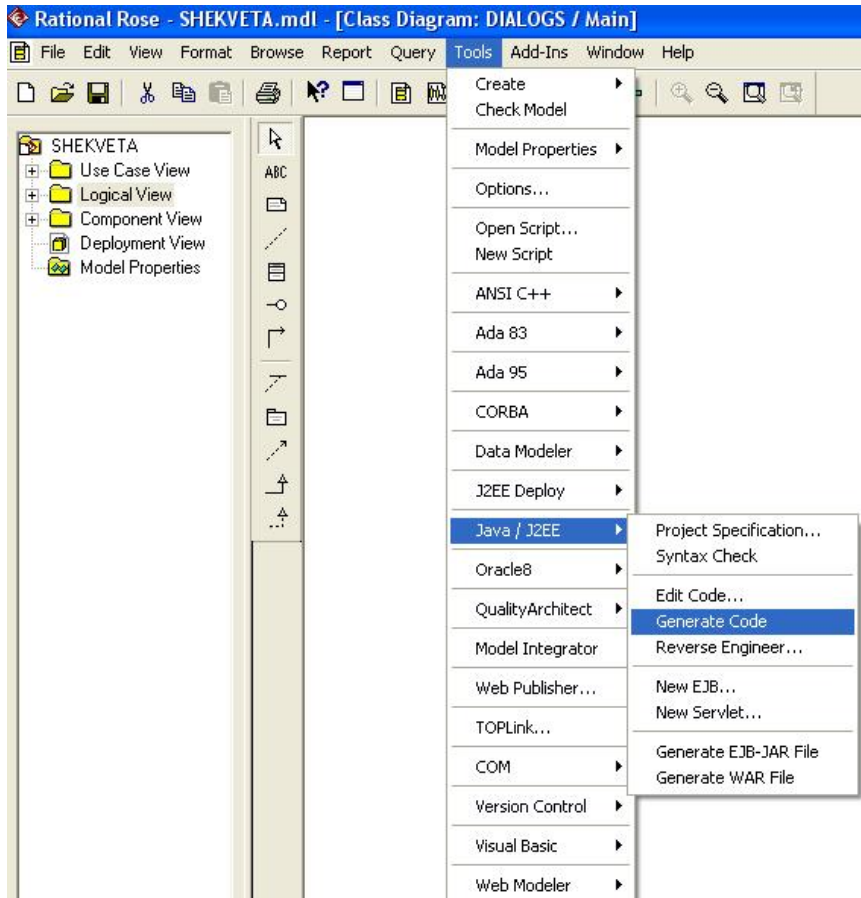 Rational Rose - SHEKVETA.mdl - [Class Diagram: DIALOGS / Main]
File Edit View Format Browse Report Query Tools Add-Ins Window Help
SHEKVETA
Use Case View
Logical View
Component View
Deployment View
Model Properties
ABC
Create
Check Model
Model Properties
Options...
Open Script...
New Script
ANSI C++
Ada 83
Ada 95
CORBA
Data Modeler
J2EE Deploy
Java / J2EE
Oracle8
QualityArchitect
Model Integrator
Web Publisher...
TOPLink...
COM
Version Control
Visual Basic
Web Modeler
Project Specification...
Syntax Check
Edit Code...
Generate Code
Reverse Engineer...
New EJB...
New Servlet...
Generate EJB-JAR File
Generate WAR File